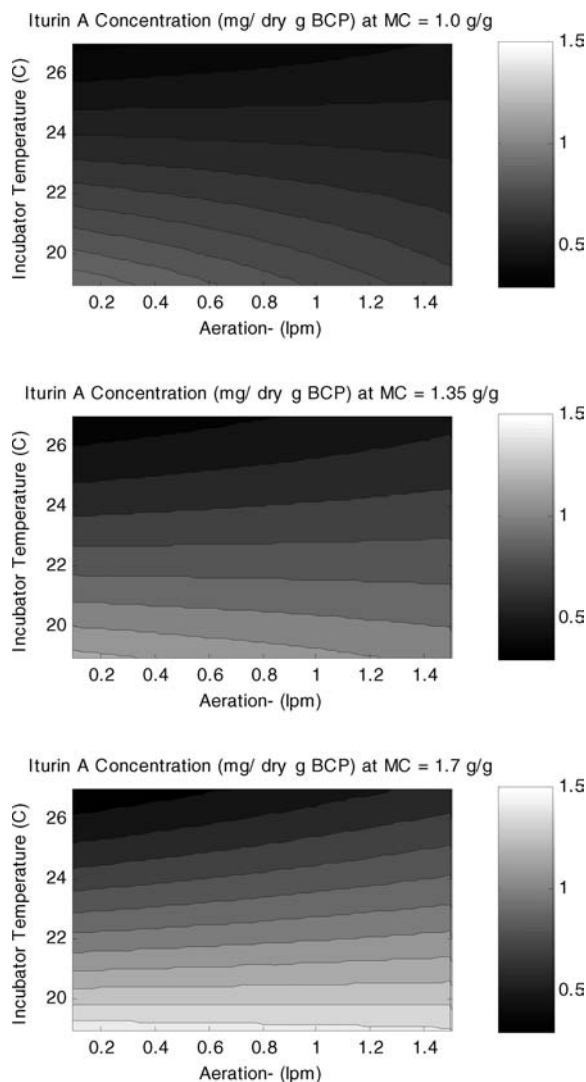 Iturin A Concentration (mg/ dry g BCP) at MC = 1.0 g/g
1.5
1
0.5
Incubator Temperature (C)
26
24
22
20
0.2 0.4 0.6 0.8 1 1.2 1.4
Aeration- (lpm)
Iturin A Concentration (mg/ dry g BCP) at MC = 1.35 g/g
1.5
1
0.5
Incubator Temperature (C)
26
24
22
20
0.2 0.4 0.6 0.8 1 1.2 1.4
Aeration- (lpm)
Iturin A Concentration (mg/ dry g BCP) at MC = 1.7 g/g
1.5
1
0.5
Incubator Temperature (C)
26
24
22
20
0.2 0.4 0.6 0.8 1 1.2 1.4
Aeration- (lpm)